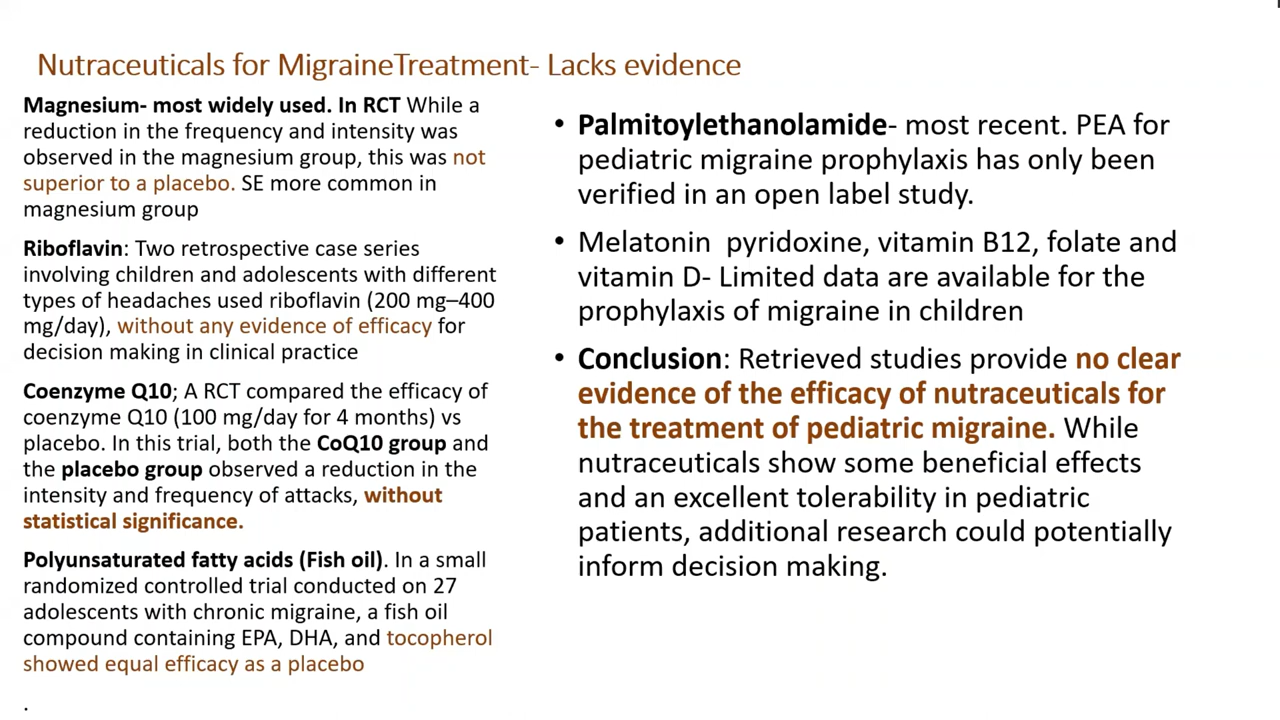 Nutraceuticals for MigraineTreatment- Lacks evidence
Magnesium- most widely used. In RCT While a
reduction in the frequency and intensity was
observed in the magnesium group, this was not
superior to a placebo. SE more common in
magnesium group
Riboflavin: Two retrospective case series
involving children and adolescents with different
types of headaches used riboflavin (200 mg–400
mg/day), without any evidence of efficacy for
decision making in clinical practice
Coenzyme Q10; A RCT compared the efficacy of
coenzyme Q10 (100 mg/day for 4 months) vs
placebo. In this trial, both the CoQ10 group and
the placebo group observed a reduction in the
intensity and frequency of attacks, without
statistical significance.
Polyunsaturated fatty acids (Fish oil). In a small
randomized controlled trial conducted on 27
adolescents with chronic migraine, a fish oil
compound containing EPA, DHA, and tocopherol
showed equal efficacy as a placebo
.
• Palmitoylethanolamide- most recent. PEA for
pediatric migraine prophylaxis has only been
verified in an open label study.
• Melatonin pyridoxine, vitamin B12, folate and
vitamin D- Limited data are available for the
prophylaxis of migraine in children
• Conclusion: Retrieved studies provide no clear
evidence of the efficacy of nutraceuticals for
the treatment of pediatric migraine. While
nutraceuticals show some beneficial effects
and an excellent tolerability in pediatric
patients, additional research could potentially
inform decision making.